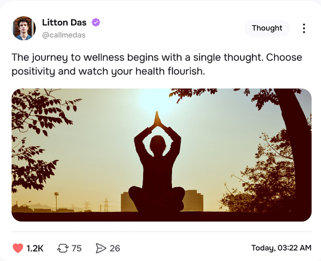 Litton Das
@callmedas
Thought
The journey to wellness begins with a single thought. Choose
positivity and watch your health flourish.
1.2K
75
26
Today, 03:22 AM